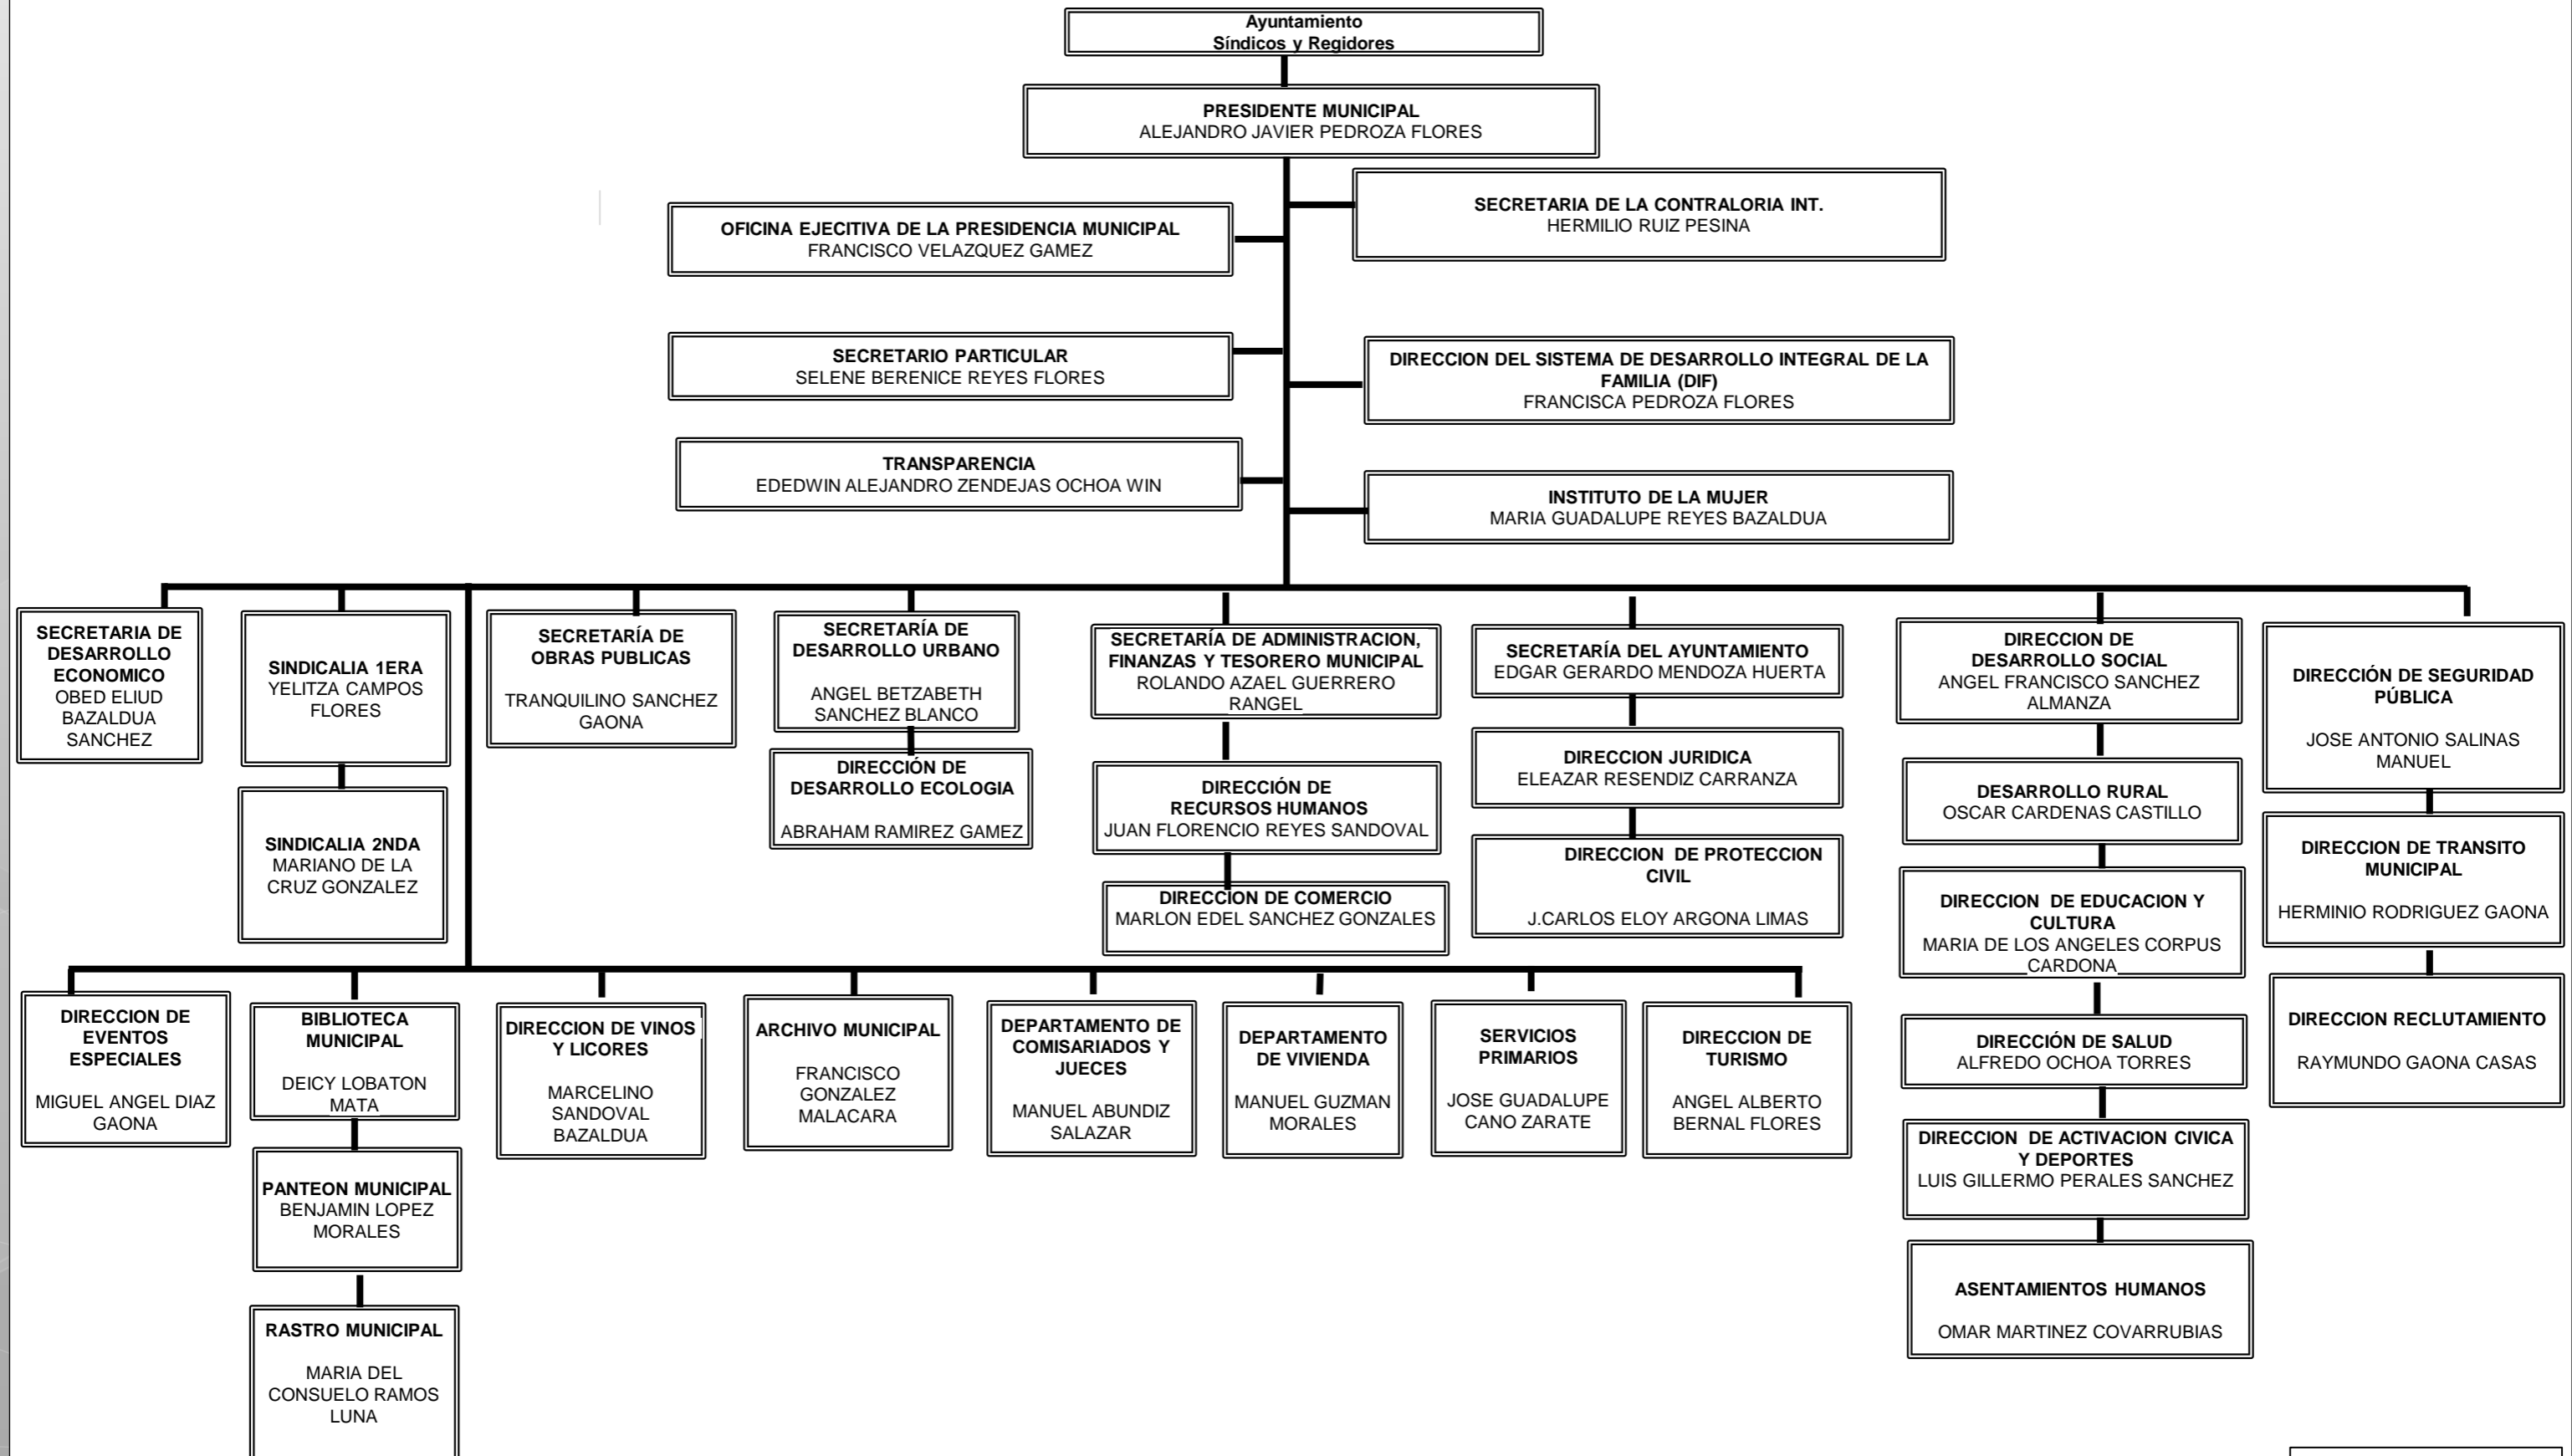 Ayuntamiento
Síndicos y Regidores
PRESIDENTE MUNICIPAL
ALEJANDRO JAVIER PEDROZA FLORES
SECRETARIA DE LA CONTRALORIA INT.
HERMILIO RUIZ PESINA
OFICINA EJECITIVA DE LA PRESIDENCIA MUNICIPAL
FRANCISCO VELAZQUEZ GAMEZ
SECRETARIO PARTICULAR
SELENE BERENICE REYES FLORES
DIRECCION DEL SISTEMA DE DESARROLLO INTEGRAL DE LA
FAMILIA (DIF)
FRANCISCA PEDROZA FLORES
TRANSPARENCIA
EDEDWIN ALEJANDRO ZENDEJAS OCHOA WIN
INSTITUTO DE LA MUJER
MARIA GUADALUPE REYES BAZALDUA
SECRETARIA DE
DESARROLLO
ECONOMICO
OBED ELIUD
BAZALDUA
SANCHEZ
SINDICALIA 1ERA
YELITZA CAMPOS
FLORES
SINDICALIA 2NDA
MARIANO DE LA
CRUZ GONZALEZ
SECRETARÍA DE
OBRAS PUBLICAS
TRANQUILINO SANCHEZ
GAONA
SECRETARÍA DE
DESARROLLO URBANO
ANGEL BETZABETH
SANCHEZ BLANCO
DIRECCIÓN DE
DESARROLLO ECOLOGIA
ABRAHAM RAMIREZ GAMEZ
SECRETARÍA DE ADMINISTRACION,
FINANZAS Y TESORERO MUNICIPAL
ROLANDO AZAEL GUERRERO
RANGEL
DIRECCIÓN DE
RECURSOS HUMANOS
JUAN FLORENCIO REYES SANDOVAL
DIRECCION DE COMERCIO
MARLON EDEL SANCHEZ GONZALES
SECRETARÍA DEL AYUNTAMIENTO
EDGAR GERARDO MENDOZA HUERTA
DIRECCION JURIDICA
ELEAZAR RESENDIZ CARRANZA
DIRECCION DE PROTECCION
CIVIL
J.CARLOS ELOY ARGONA LIMAS
DIRECCION DE
DESARROLLO SOCIAL
ANGEL FRANCISCO SANCHEZ
ALMANZA
DESARROLLO RURAL
OSCAR CARDENAS CASTILLO
DIRECCION DE EDUCACION Y
CULTURA
MARIA DE LOS ANGELES CORPUS
CARDONA
DIRECCIÓN DE SALUD
ALFREDO OCHOA TORRES
DIRECCION DE ACTIVACION CIVICA
Y DEPORTES
LUIS GILLERMO PERALES SANCHEZ
ASENTAMIENTOS HUMANOS
OMAR MARTINEZ COVARRUBIAS
DIRECCIÓN DE SEGURIDAD
PÚBLICA
JOSE ANTONIO SALINAS
MANUEL
DIRECCION DE TRANSITO
MUNICIPAL
HERMINIO RODRIGUEZ GAONA
DIRECCION RECLUTAMIENTO
RAYMUNDO GAONA CASAS
DIRECCION DE
EVENTOS
ESPECIALES
MIGUEL ANGEL DIAZ
GAONA
BIBLIOTECA
MUNICIPAL
DEICY LOBATON
MATA
PANTEON MUNICIPAL
BENJAMIN LOPEZ
MORALES
RASTRO MUNICIPAL
MARIA DEL
CONSUELO RAMOS
LUNA
DIRECCION DE VINOS
Y LICORES
MARCELINO
SANDOVAL
BAZALDUA
ARCHIVO MUNICIPAL
FRANCISCO
GONZALEZ
MALACARA
DEPARTAMENTO DE
COMISARIADOS Y
JUECES
MANUEL ABUNDIZ
SALAZAR
DEPARTAMENTO
DE VIVIENDA
MANUEL GUZMAN
MORALES
SERVICIOS
PRIMARIOS
JOSE GUADALUPE
CANO ZARATE
DIRECCION DE
TURISMO
ANGEL ALBERTO
BERNAL FLORES